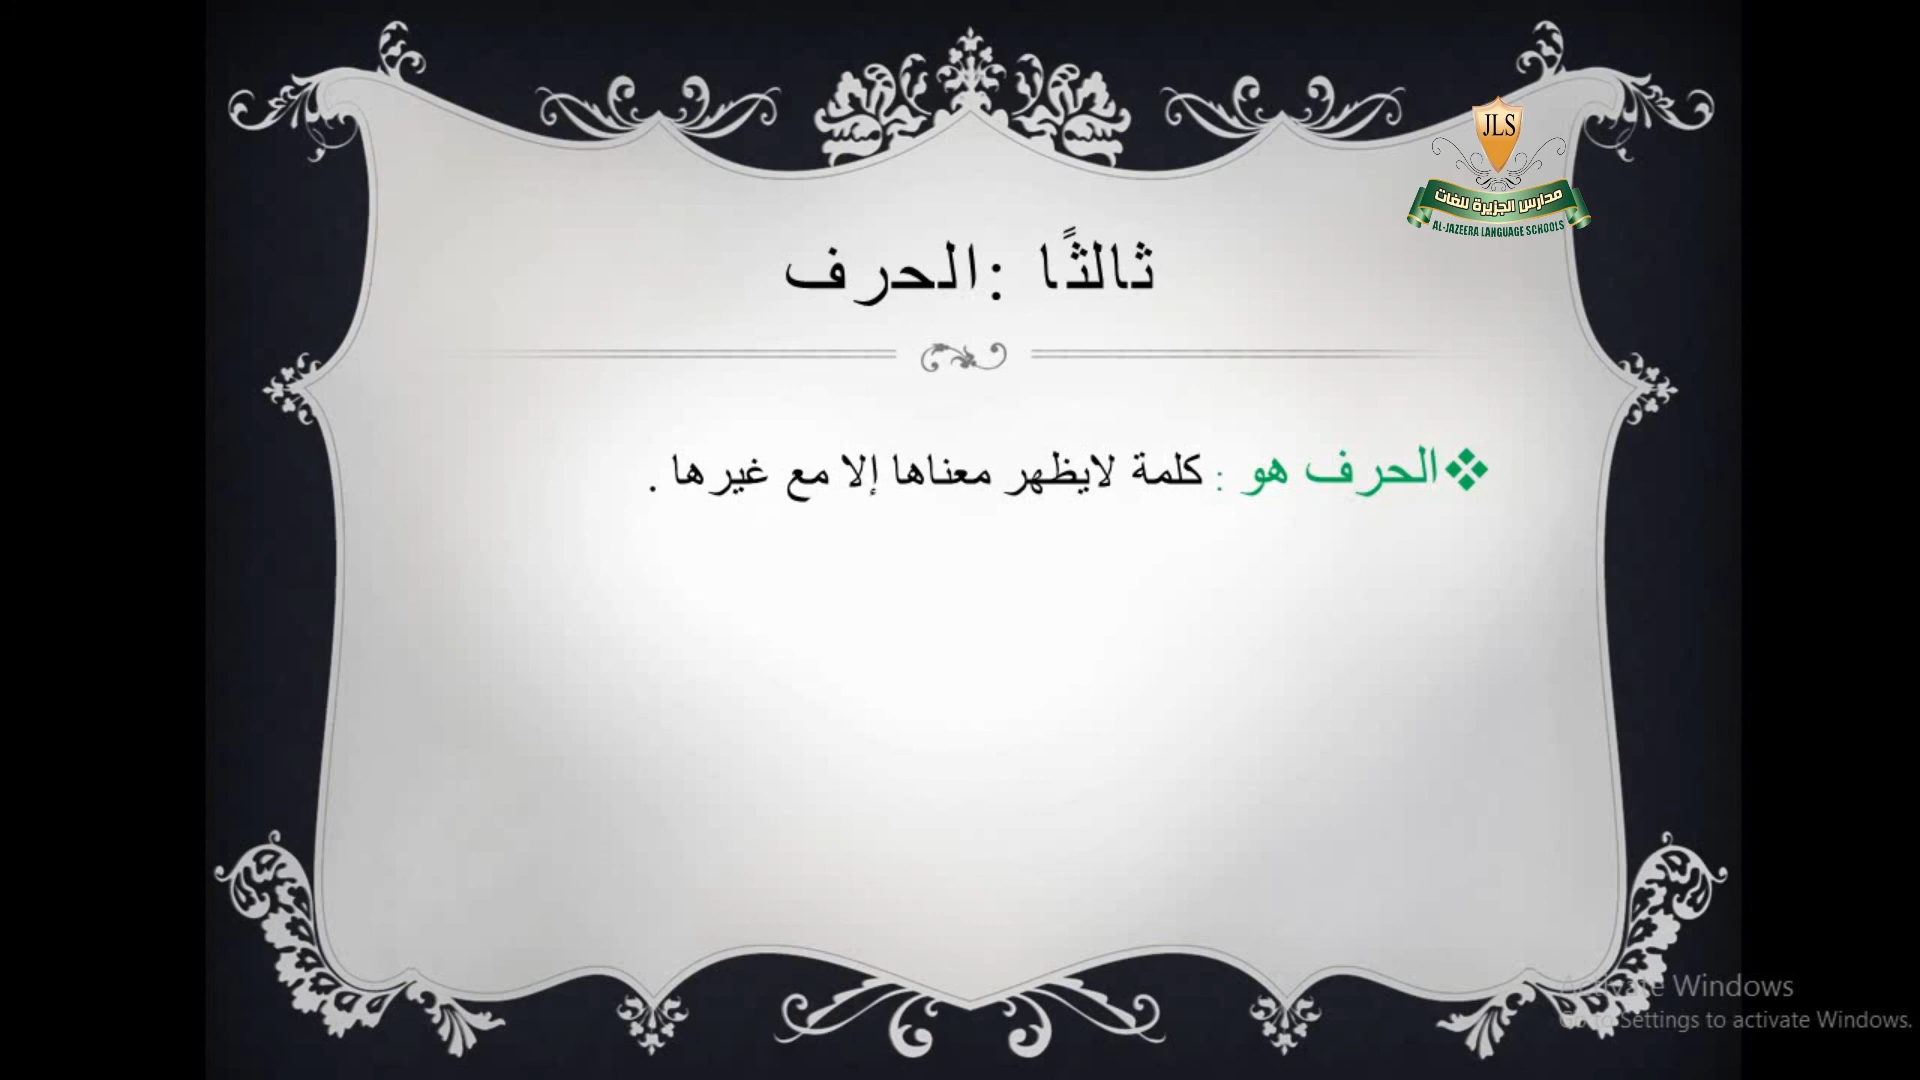 JLS
مدارس الجزيرة للغات
AL-JAZEERA LANGUAGE SCHOOLS
ثالثًا :الحرف
❖الحرف هو : كلمة لايظهر معناها إلا مع غيرها .
Activate Windows
Go to Settings to activate Windows.